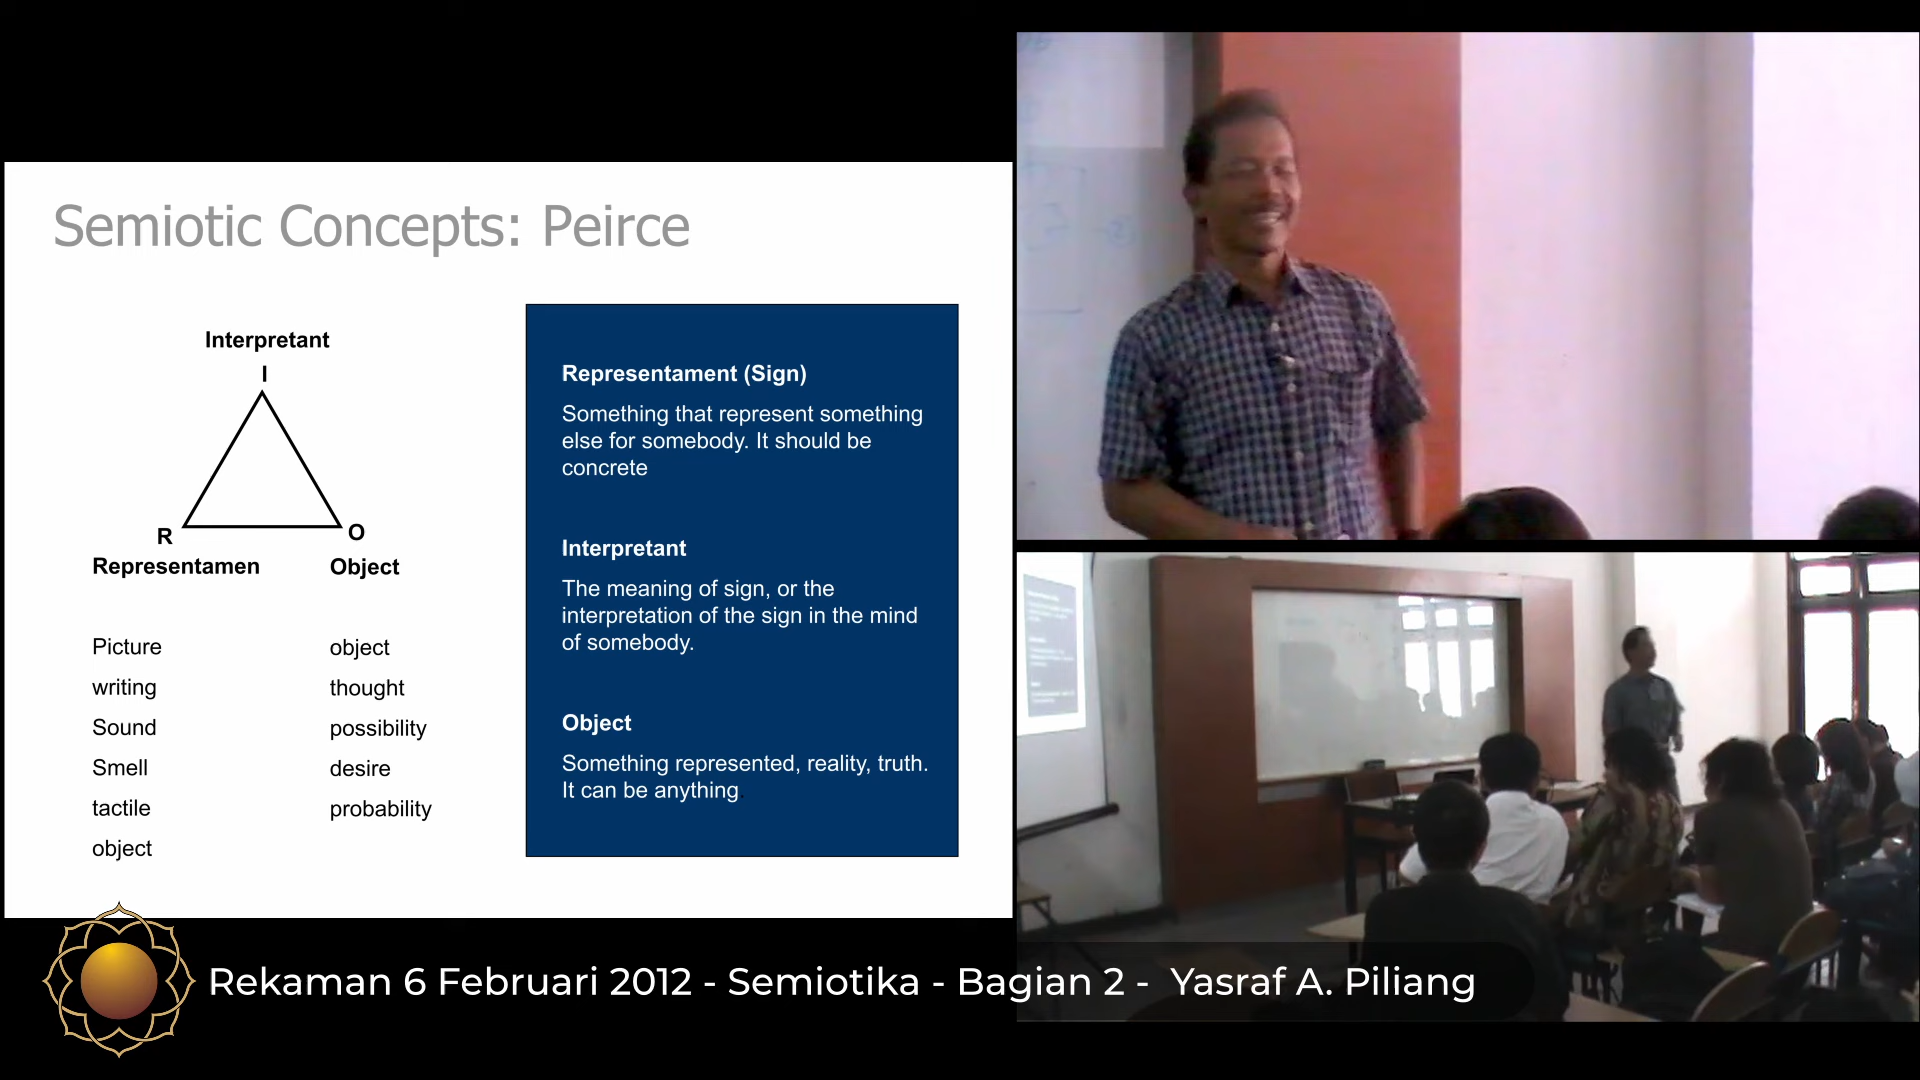 Semiotic Concepts: Peirce
Interpretant
I
R
O
Representamen
Object
Picture
object
writing
thought
Sound
possibility
Smell
desire
tactile
probability
object
Representament (Sign)
Something that represent something
else for somebody. It should be
concrete
Interpretant
The meaning of sign, or the
interpretation of the sign in the mind
of somebody.
Object
Something represented, reality, truth.
It can be anything.
Rekaman 6 Februari 2012 - Semiotika - Bagian 2 - Yasraf A. Piliang